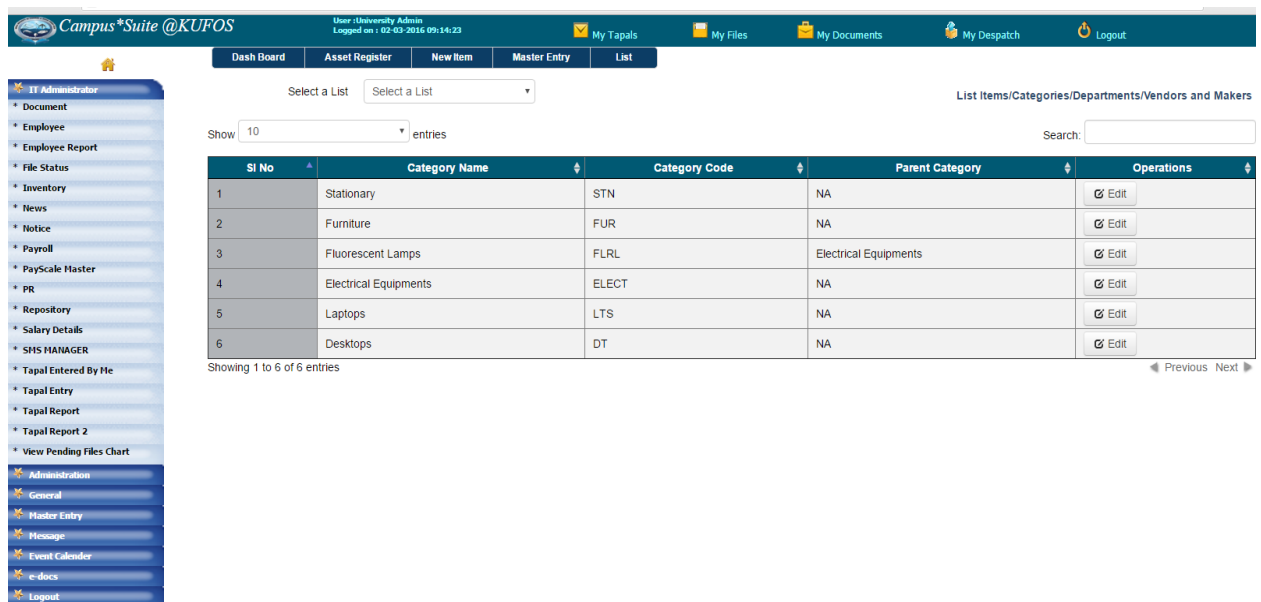 Campus*Suite @KUFOS
User :University Admin
Logged on : 02-03-2016 09:14:23
My Tapals
My Files
My Documents
My Despatch
Logout
Dash Board
Asset Register
New Item
Master Entry
List
IT Administrator
* Document
* Employee
* Employee Report
* File Status
* Inventory
* News
* Notice
* Payroll
* PayScale Master
* PR
* Repository
* Salary Details
* SMS MANAGER
* Tapal Entered By Me
* Tapal Entry
* Tapal Report
* Tapal Report 2
* View Pending Files Chart
Administration
General
Master Entry
Message
Event Calender
e-docs
Logout
Select a List Select a List
List Items/Categories/Departments/Vendors and Makers
Show 10 entries
Search:
Sl No Category Name Category Code Parent Category Operations
1 Stationary STN NA Edit
2 Furniture FUR NA Edit
3 Fluorescent Lamps FLRL Electrical Equipments Edit
4 Electrical Equipments ELECT NA Edit
5 Laptops LTS NA Edit
6 Desktops DT NA Edit
Showing 1 to 6 of 6 entries
Previous Next